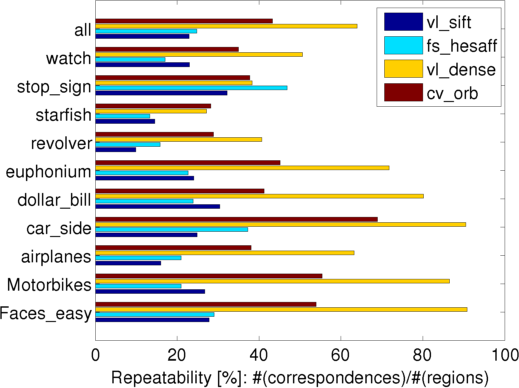 all
watch
stop_sign
starfish
revolver
euphonium
dollar_bill
car_side
airplanes
Motorbikes
Faces_easy
vl_sift
fs_hesaff
vl_dense
cv_orb
0 20 40 60 80 100
Repeatability [%]: #(correspondences)/#(regions)